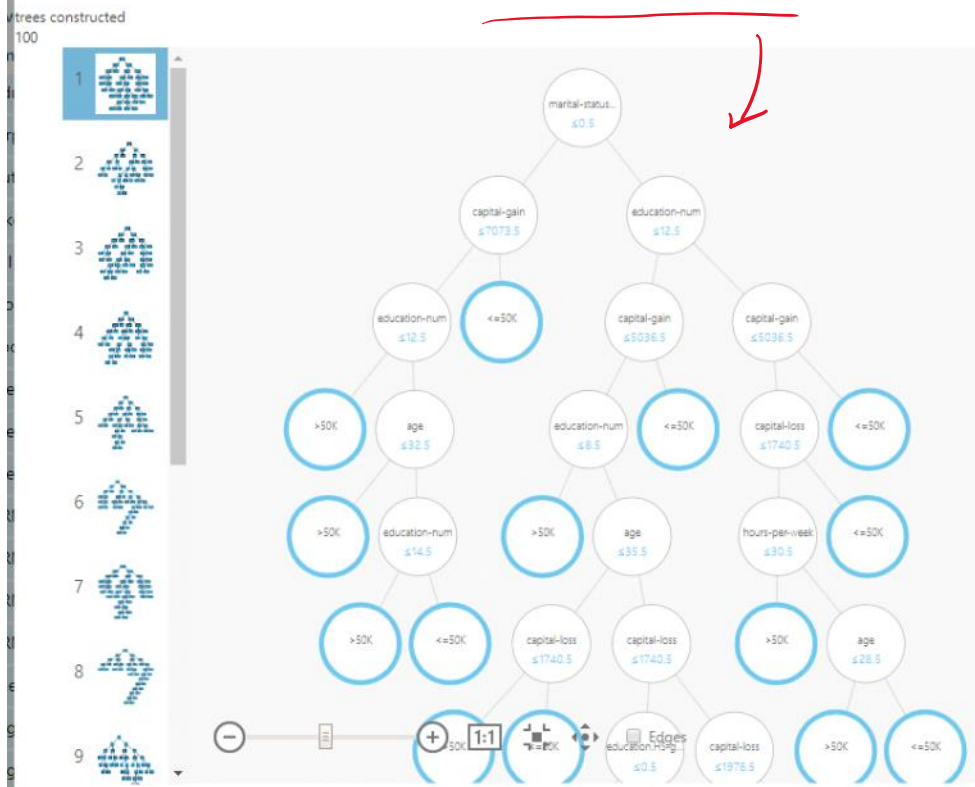 trees constructed
100
1
2
3
4
5
6
7
8
9
marital-status...
≤0.5
capital-gain
≤7073.5
education-num
≤12.5
education-num
≤12.5
<=50K
capital-gain
≤5036.5
capital-gain
≤5036.5
>50K
age
≤32.5
education-num
≤8.5
<=50K
capital-loss
≤1740.5
<=50K
>50K
education-num
≤14.5
>50K
age
≤35.5
hours-per-week
≤30.5
<=50K
>50K
<=50K
capital-loss
≤1740.5
capital-loss
≤1740.5
>50K
age
≤28.5
1:1
Edges
≤0.5
capital-loss
≤1978.5
>50K
<=50K